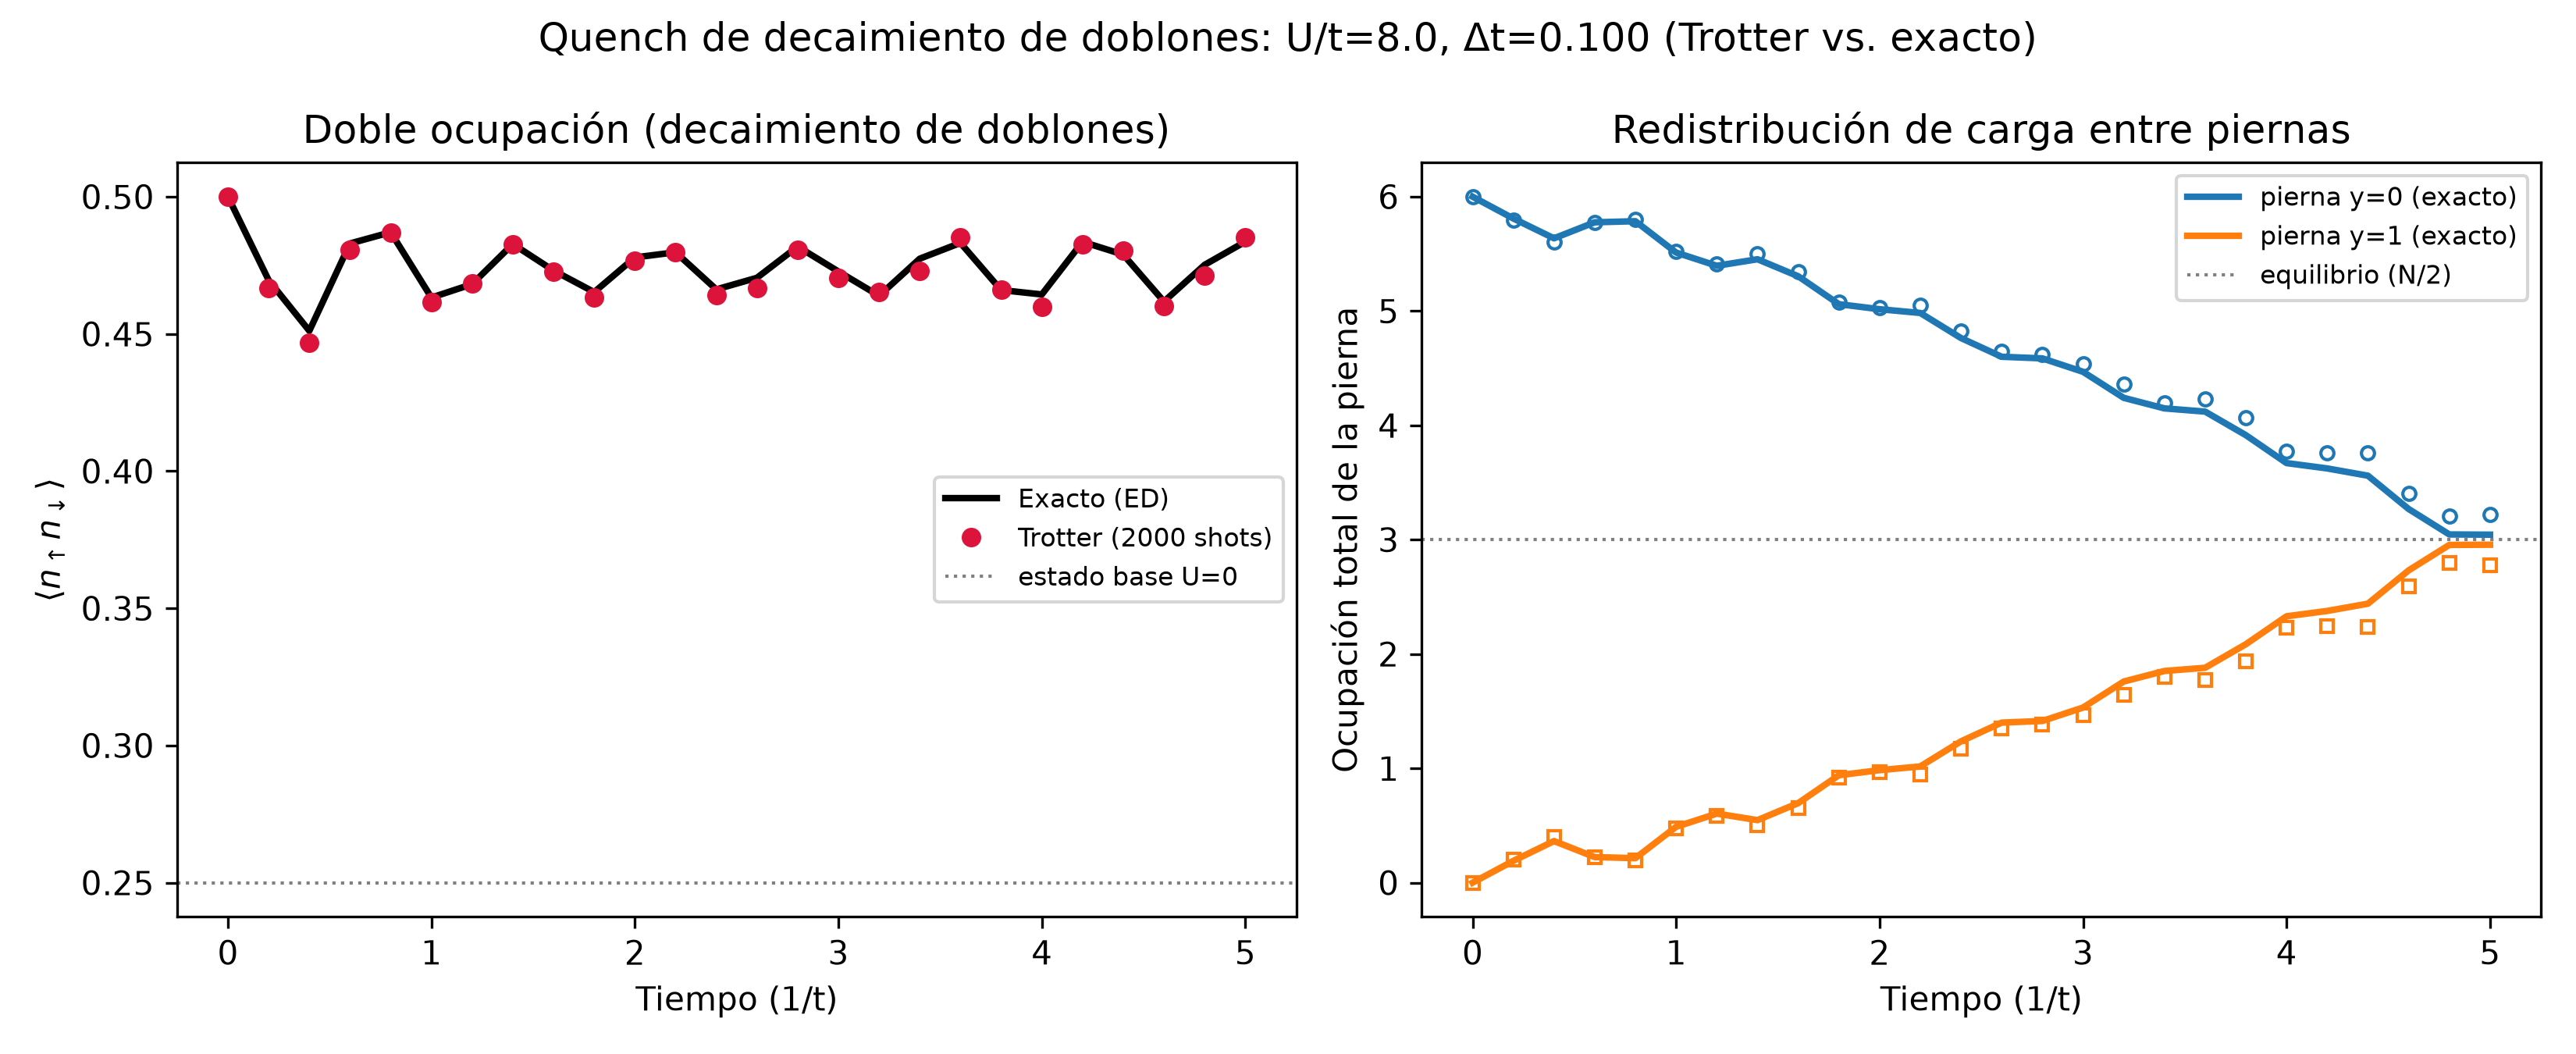 Quench de decaimiento de doblones: U/t=8.0, Δt=0.100 (Trotter vs. exacto)
Doble ocupación (decaimiento de doblones)
⟨n↑n↓⟩
0.50
0.45
0.40
0.35
0.30
0.25
Exacto (ED)
Trotter (2000 shots)
estado base U=0
0 1 2 3 4 5
Tiempo (1/t)
Redistribución de carga entre piernas
Ocupación total de la pierna
6
5
4
3
2
1
0
pierna y=0 (exacto)
pierna y=1 (exacto)
equilibrio (N/2)
0 1 2 3 4 5
Tiempo (1/t)